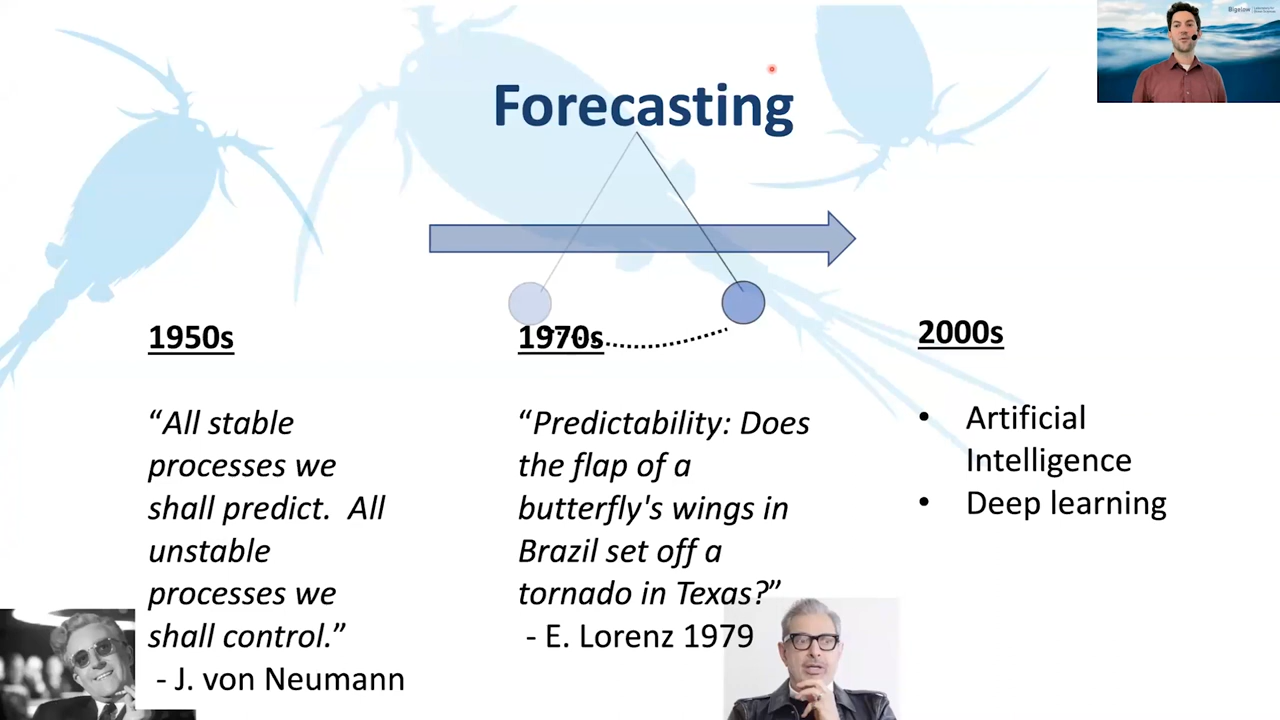 Bigelow
Forecasting
1950s
“All stable
processes we
shall predict.  All
unstable
processes we
shall control.”
- J. von Neumann
1970s
“Predictability: Does
the flap of a
butterfly's wings in
Brazil set off a
tornado in Texas?”
- E. Lorenz 1979
2000s
• Artificial
Intelligence
• Deep learning